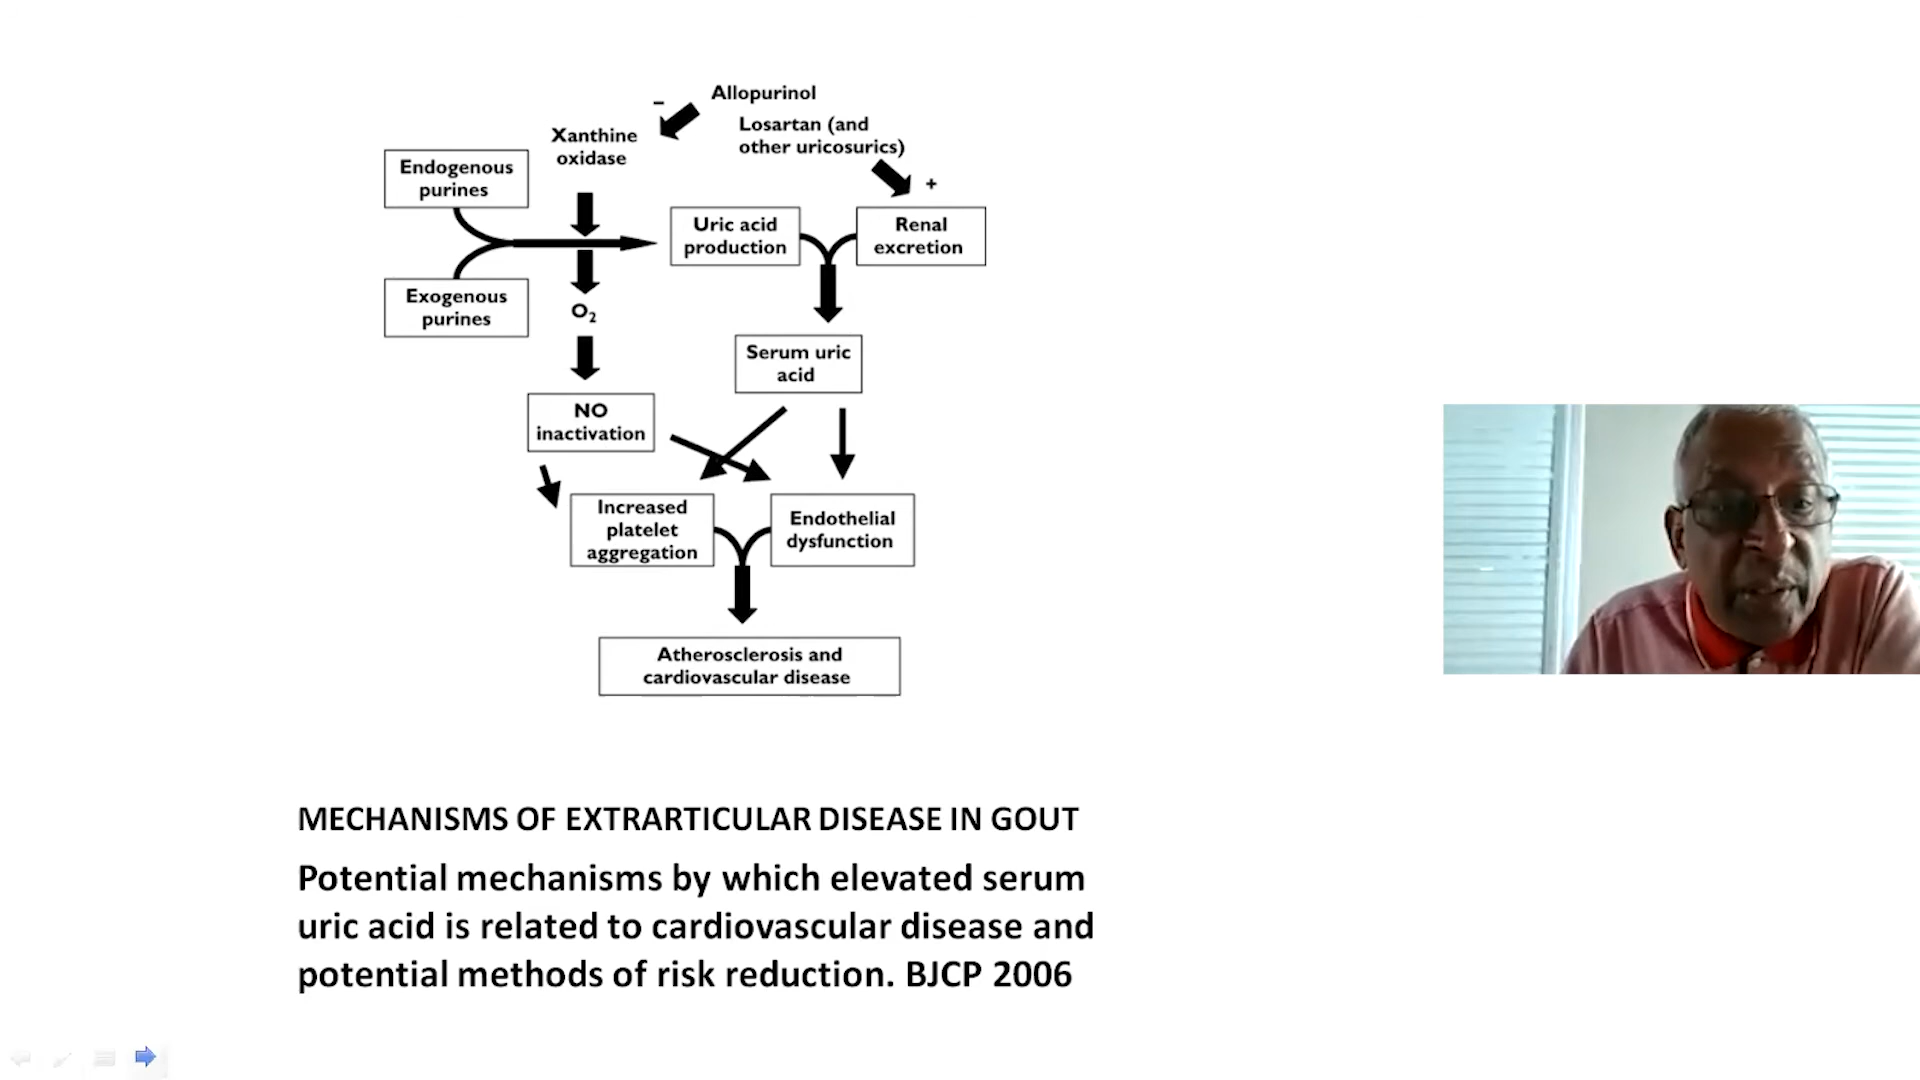 Allopurinol
–
Losartan (and
other uricosurics)
+
Xanthine
oxidase
Endogenous
purines
Exogenous
purines
Uric acid
production
Renal
excretion
O₂
Serum uric
acid
NO
inactivation
Increased
platelet
aggregation
Endothelial
dysfunction
Atherosclerosis and
cardiovascular disease
MECHANISMS OF EXTRARTICULAR DISEASE IN GOUT
Potential mechanisms by which elevated serum
uric acid is related to cardiovascular disease and
potential methods of risk reduction. BJCP 2006